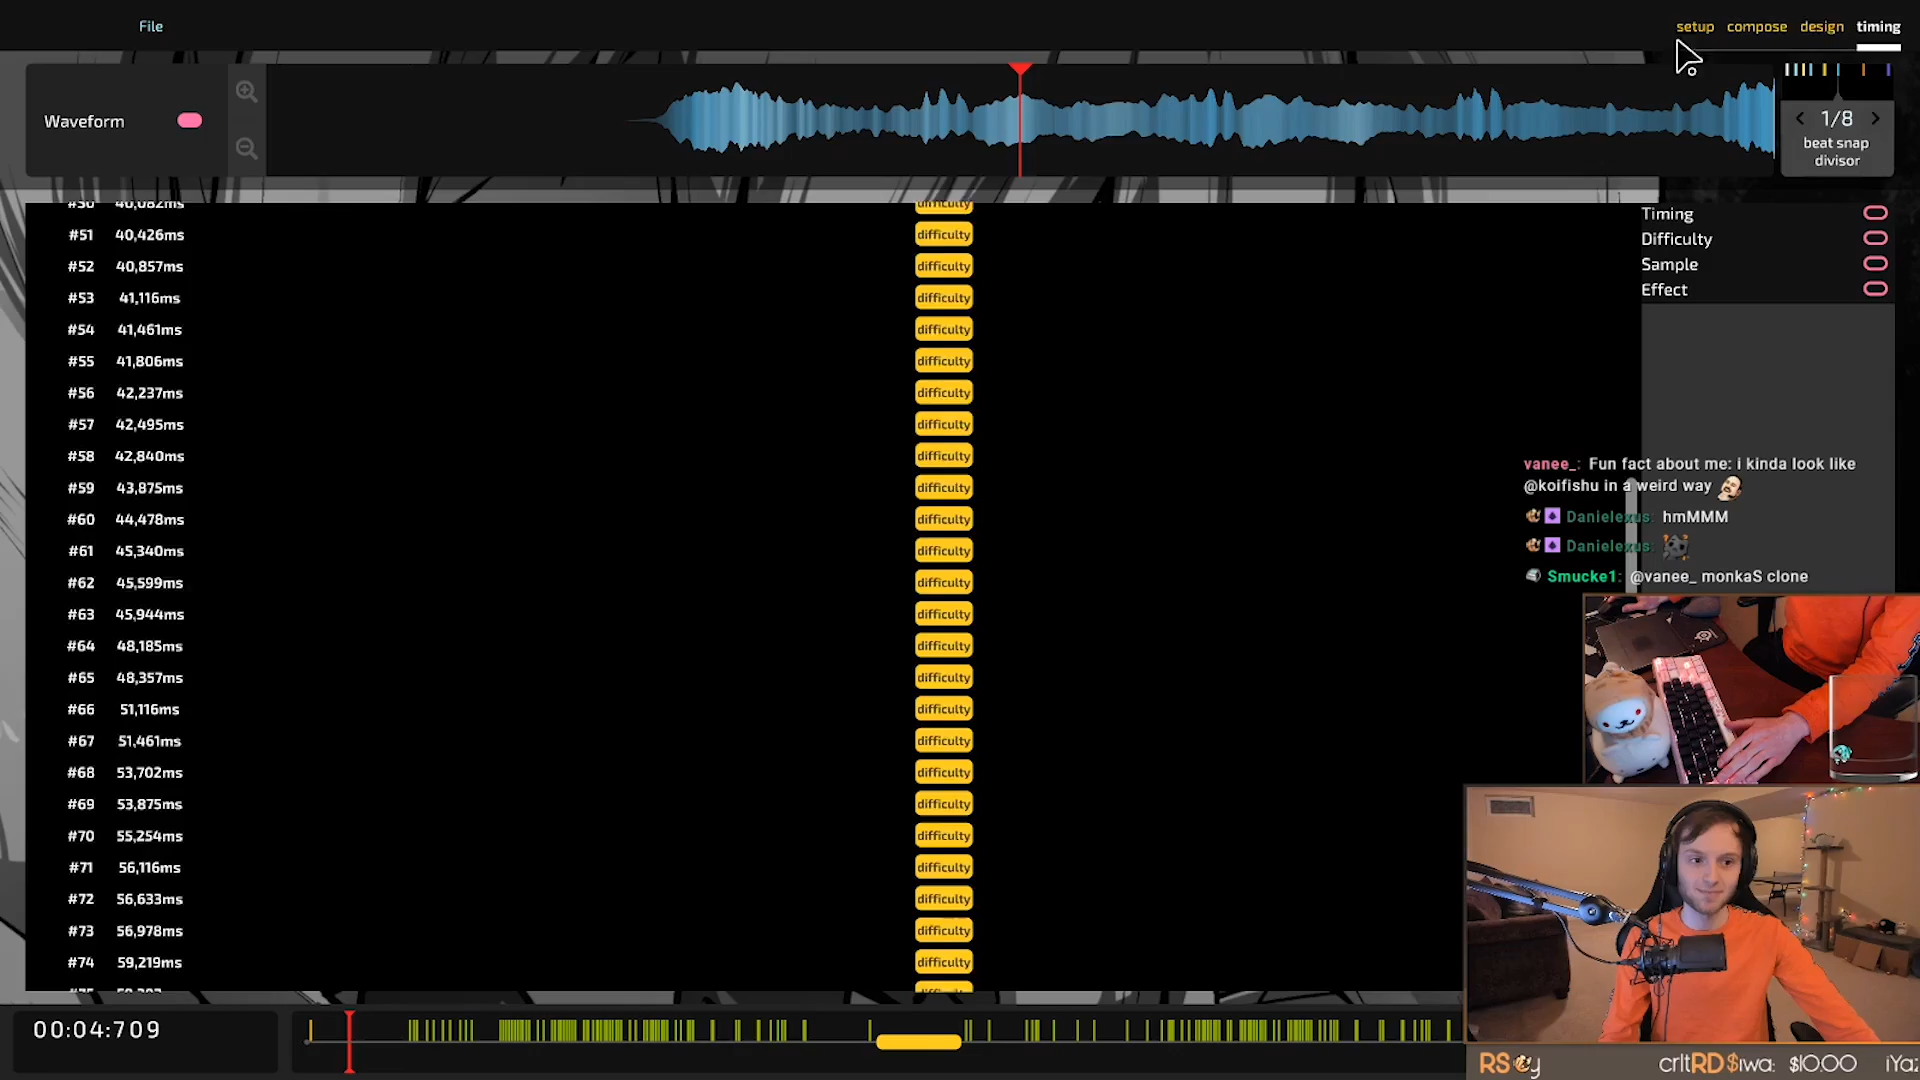 File
setup compose design timing
Waveform
1/8
beat snap
divisor
#50 40,082ms difficulty
#51 40,426ms difficulty
#52 40,857ms difficulty
#53 41,116ms difficulty
#54 41,461ms difficulty
#55 41,806ms difficulty
#56 42,237ms difficulty
#57 42,495ms difficulty
#58 42,840ms difficulty
#59 43,875ms difficulty
#60 44,478ms difficulty
#61 45,340ms difficulty
#62 45,599ms difficulty
#63 45,944ms difficulty
#64 48,185ms difficulty
#65 48,357ms difficulty
#66 51,116ms difficulty
#67 51,461ms difficulty
#68 53,702ms difficulty
#69 53,875ms difficulty
#70 55,254ms difficulty
#71 56,116ms difficulty
#72 56,633ms difficulty
#73 56,978ms difficulty
#74 59,219ms difficulty
Timing
Difficulty
Sample
Effect
vanee_: Fun fact about me: i kinda look like
@koifishu in a weird way
Danielexus: hmMMM
Danielexus:
Smucke1: @vanee_ monkaS clone
00:04:709